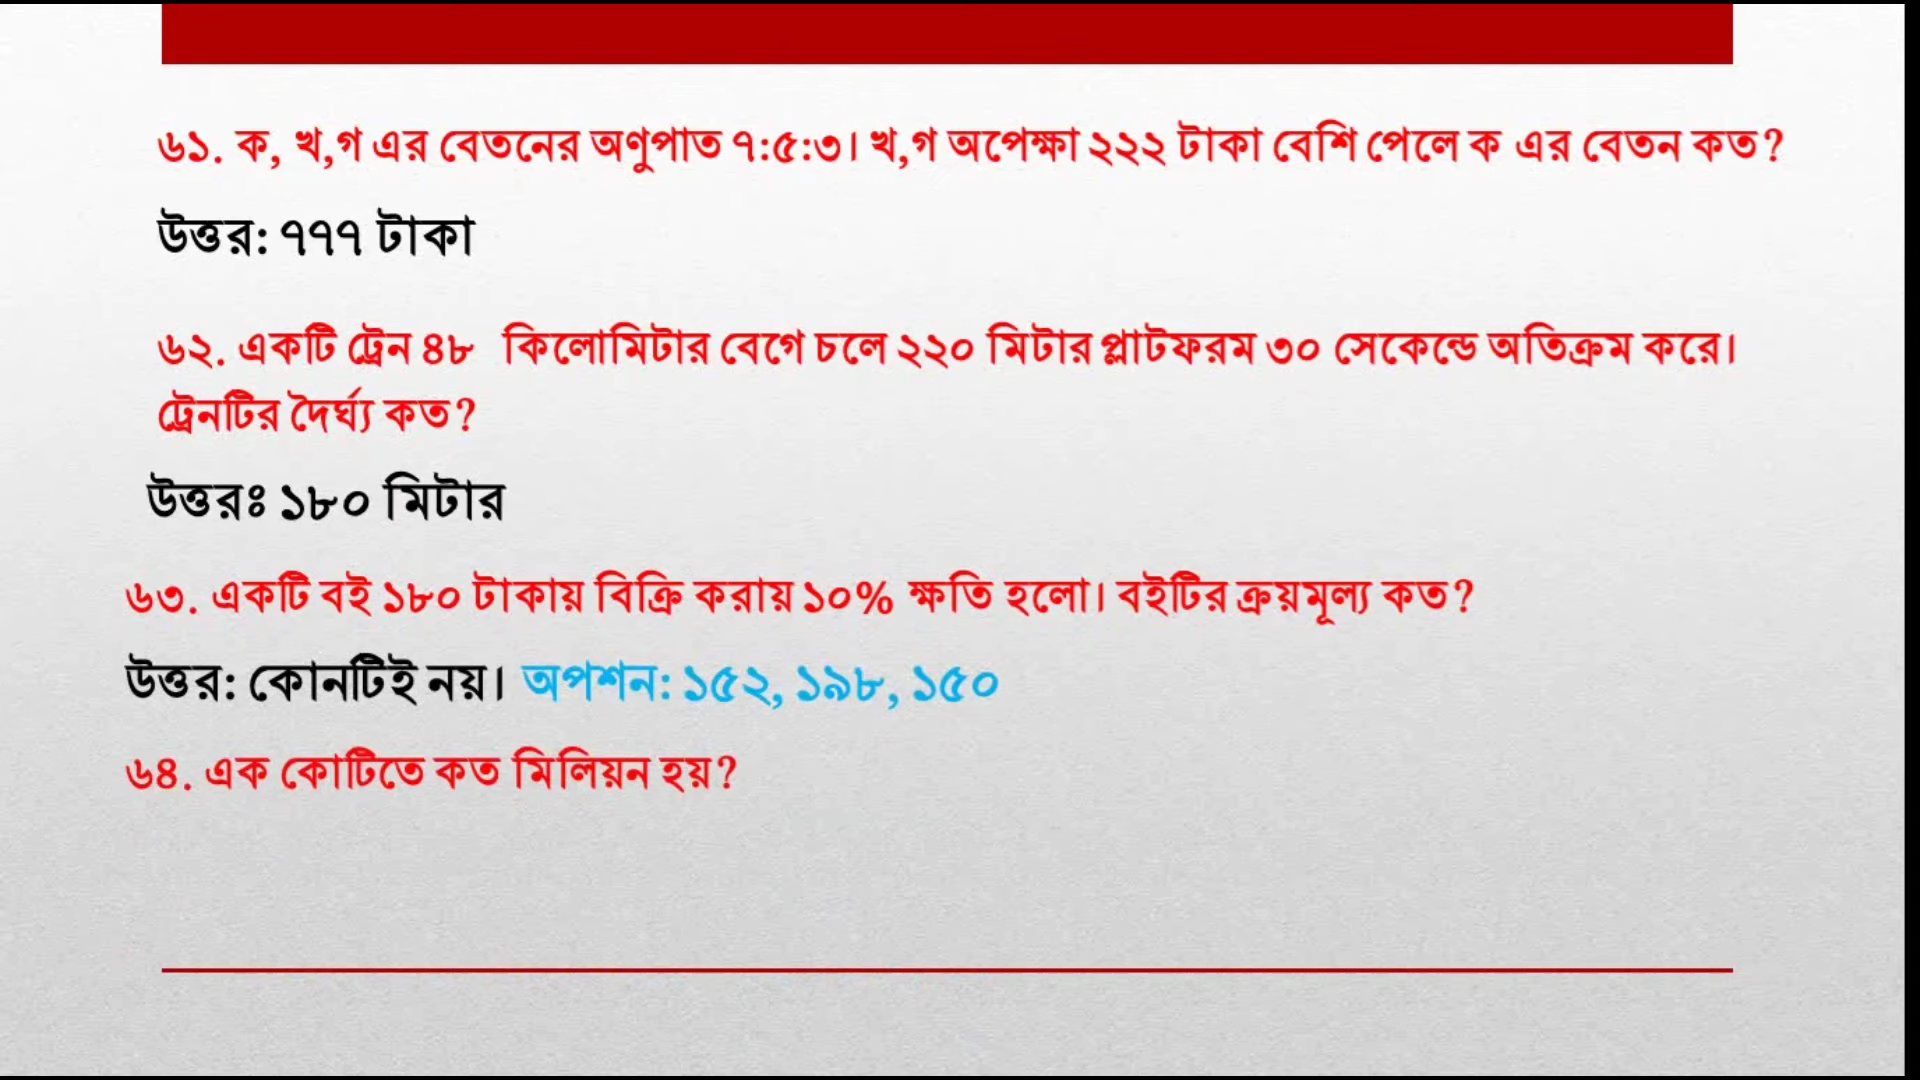 ৬১. ক, খ,গ এর বেতনের অণুপাত ৭:৫:৩। খ,গ অপেক্ষা ২২২ টাকা বেশি পেলে ক এর বেতন কত?
উত্তর: ৭৭৭ টাকা
৬২. একটি ট্রেন ৪৮ কিলোমিটার বেগে চলে ২২০ মিটার প্লাটফরম ৩০ সেকেন্ডে অতিক্রম করে।
ট্রেনটির দৈর্ঘ্য কত?
উত্তরঃ ১৮০ মিটার
৬৩. একটি বই ১৮০ টাকায় বিক্রি করায় ১০% ক্ষতি হলো। বইটির ক্রয়মূল্য কত?
উত্তর: কোনটিই নয়। অপশন: ১৫২, ১৯৮, ১৫০
৬৪. এক কোটিতে কত মিলিয়ন হয়?